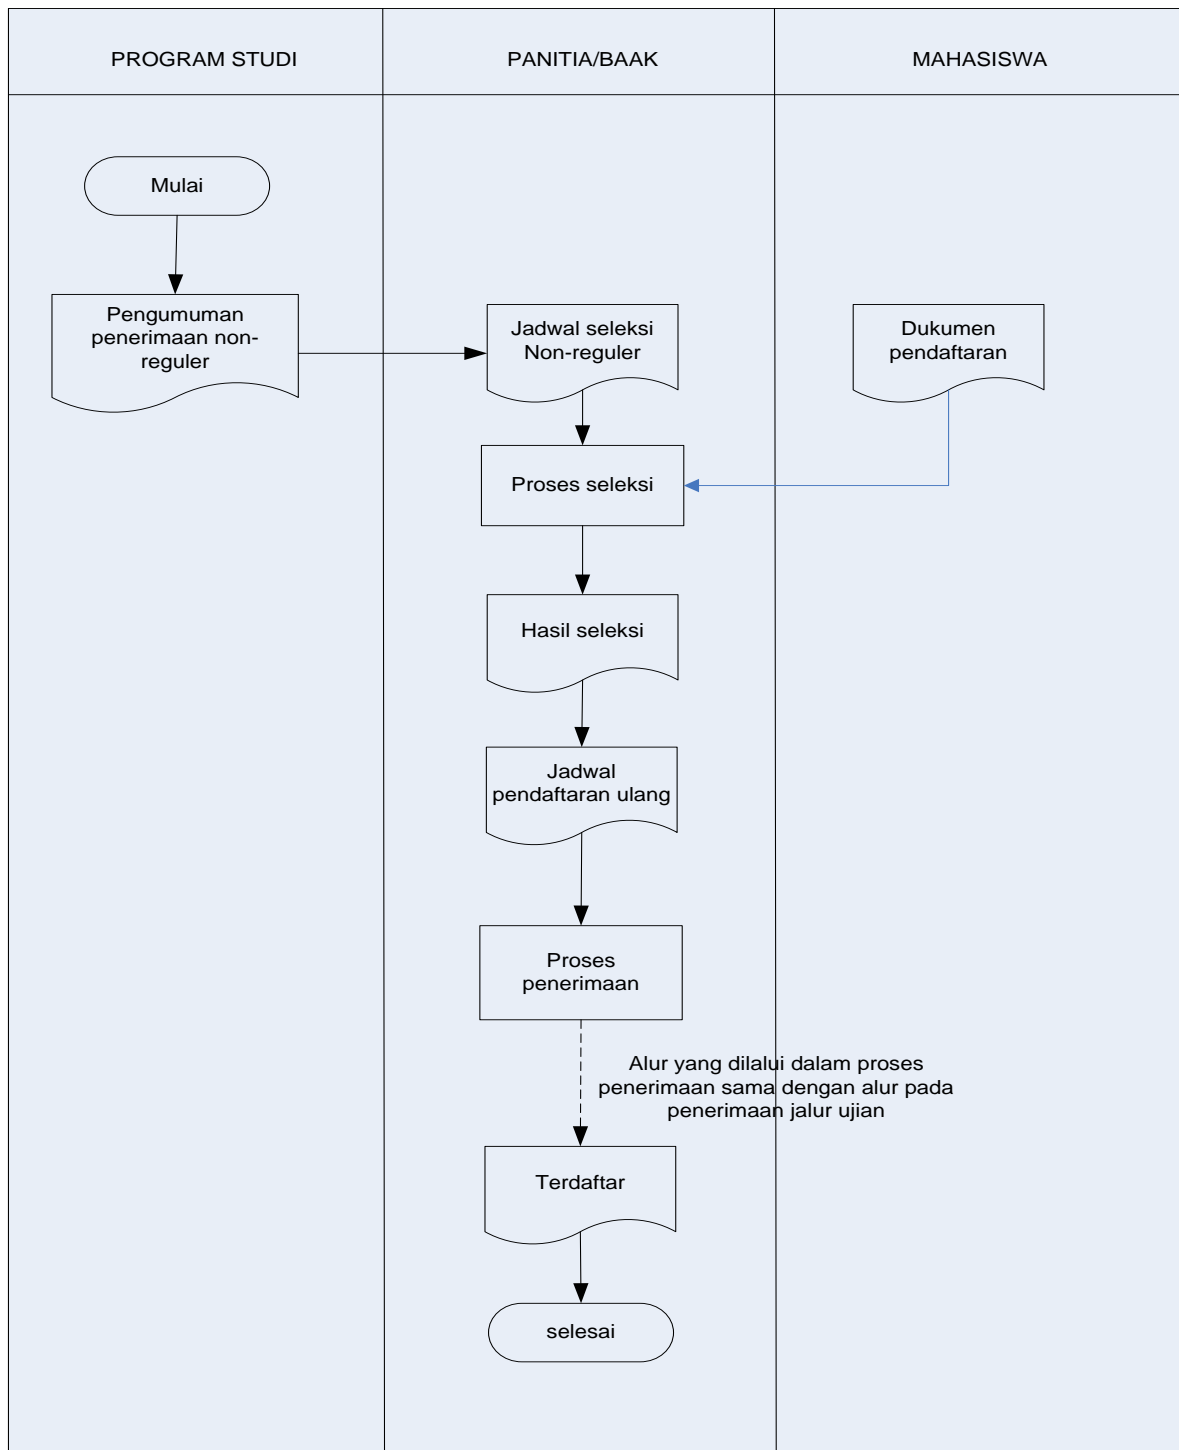 PROGRAM STUDI
PANITIA/BAAK
MAHASISWA
Mulai
Pengumuman
penerimaan non-
reguler
Jadwal seleksi
Non-reguler
Dukumen
pendaftaran
Proses seleksi
Hasil seleksi
Jadwal
pendaftaran ulang
Proses
penerimaan
Alur yang dilalui dalam proses
penerimaan sama dengan alur pada
penerimaan jalur ujian
Terdaftar
selesai